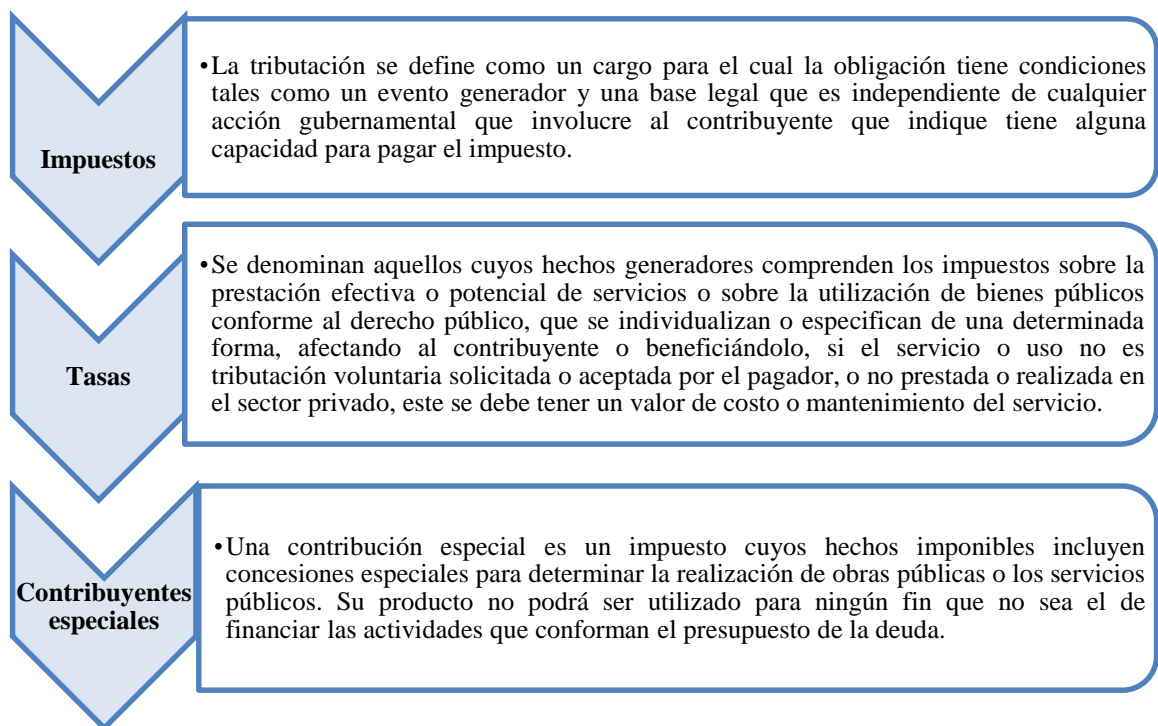 Impuestos
•La tributación se define como un cargo para el cual la obligación tiene condiciones
tales como un evento generador y una base legal que es independiente de cualquier
acción gubernamental que involucre al contribuyente que indique tiene alguna
capacidad para pagar el impuesto.
Tasas
•Se denominan aquellos cuyos hechos generadores comprenden los impuestos sobre la
prestación efectiva o potencial de servicios o sobre la utilización de bienes públicos
conforme al derecho público, que se individualizan o especifican de una determinada
forma, afectando al contribuyente o beneficiándolo, si el servicio o uso no es
tributación voluntaria solicitada o aceptada por el pagador, o no prestada o realizada en
el sector privado, este se debe tener un valor de costo o mantenimiento del servicio.
Contribuyentes
especiales
•Una contribución especial es un impuesto cuyos hechos imponibles incluyen
concesiones especiales para determinar la realización de obras públicas o los servicios
públicos. Su producto no podrá ser utilizado para ningún fin que no sea el de
financiar las actividades que conforman el presupuesto de la deuda.